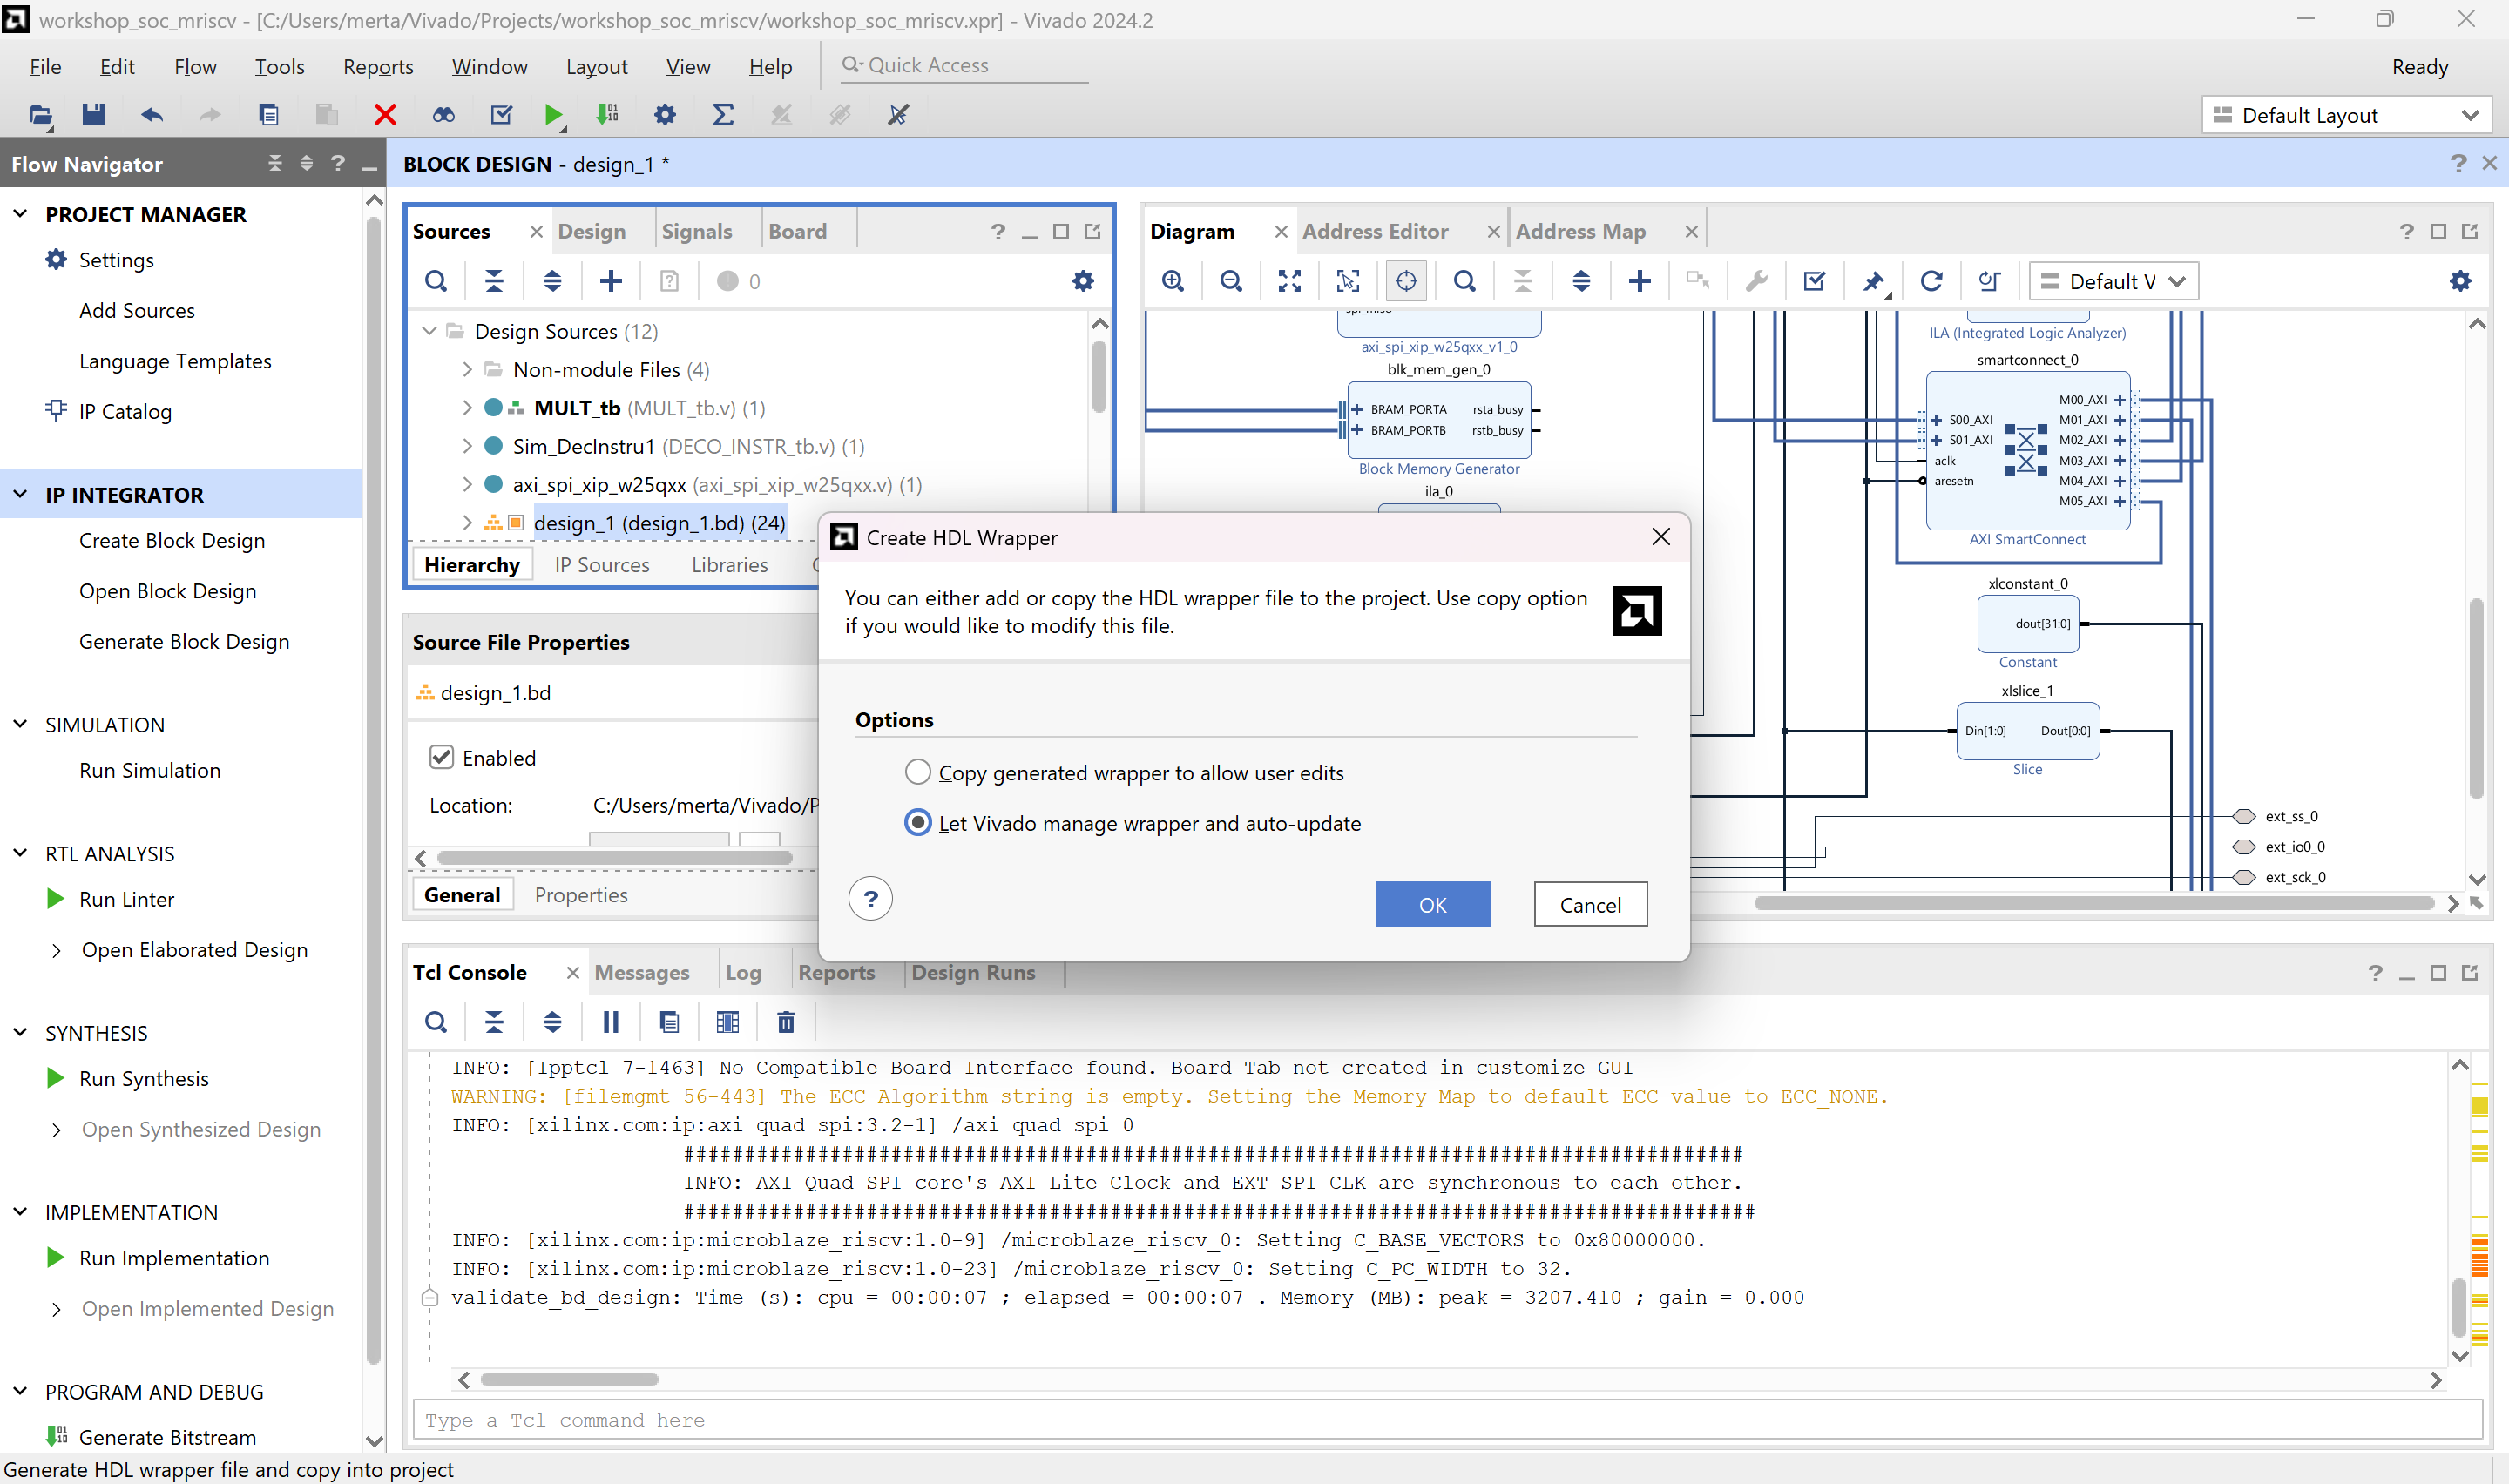 workshop_soc_mriscv - [C:/Users/merta/Vivado/Projects/workshop_soc_mriscv/workshop_soc_mriscv.xpr] - Vivado 2024.2
File Edit Flow Tools Reports Window Layout View Help Quick Access Ready
Default Layout
Flow Navigator
PROJECT MANAGER
Settings
Add Sources
Language Templates
IP Catalog
IP INTEGRATOR
Create Block Design
Open Block Design
Generate Block Design
SIMULATION
Run Simulation
RTL ANALYSIS
Run Linter
Open Elaborated Design
SYNTHESIS
Run Synthesis
Open Synthesized Design
IMPLEMENTATION
Run Implementation
Open Implemented Design
PROGRAM AND DEBUG
Generate Bitstream
BLOCK DESIGN - design_1 *
Sources Design Signals Board
0
Design Sources (12)
Non-module Files (4)
MULT_tb (MULT_tb.v) (1)
Sim_DecInstru1 (DECO_INSTR_tb.v) (1)
axi_spi_xip_w25qxx (axi_spi_xip_w25qxx.v) (1)
design_1 (design_1.bd) (24)
Hierarchy IP Sources Libraries
Source File Properties
design_1.bd
Enabled
Location: C:/Users/merta/Vivado/P
General Properties
Diagram Address Editor Address Map
Default V
axi_spi_xip_w25qxx_v1_0
blk_mem_gen_0
BRAM_PORTA rsta_busy
BRAM_PORTB rstb_busy
Block Memory Generator
ila_0
ILA (Integrated Logic Analyzer)
smartconnect_0
S00_AXI
S01_AXI
aclk
aresetn
M00_AXI
M01_AXI
M02_AXI
M03_AXI
M04_AXI
M05_AXI
AXI SmartConnect
xlconstant_0
dout[31:0]
Constant
xlslice_1
Din[1:0] Dout[0:0]
Slice
ext_ss_0
ext_io0_0
ext_sck_0
Create HDL Wrapper
You can either add or copy the HDL wrapper file to the project. Use copy option
if you would like to modify this file.
Options
Copy generated wrapper to allow user edits
Let Vivado manage wrapper and auto-update
?
OK
Cancel
Tcl Console Messages Log Reports Design Runs
INFO: [Ipptcl 7-1463] No Compatible Board Interface found. Board Tab not created in customize GUI
WARNING: [filemgmt 56-443] The ECC Algorithm string is empty. Setting the Memory Map to default ECC value to ECC_NONE.
INFO: [xilinx.com:ip:axi_quad_spi:3.2-1] /axi_quad_spi_0
#######################################################################################
INFO: AXI Quad SPI core's AXI Lite Clock and EXT SPI CLK are synchronous to each other.
########################################################################################
INFO: [xilinx.com:ip:microblaze_riscv:1.0-9] /microblaze_riscv_0: Setting C_BASE_VECTORS to 0x80000000.
INFO: [xilinx.com:ip:microblaze_riscv:1.0-23] /microblaze_riscv_0: Setting C_PC_WIDTH to 32.
validate_bd_design: Time (s): cpu = 00:00:07 ; elapsed = 00:00:07 . Memory (MB): peak = 3207.410 ; gain = 0.000
Type a Tcl command here
Generate HDL wrapper file and copy into project